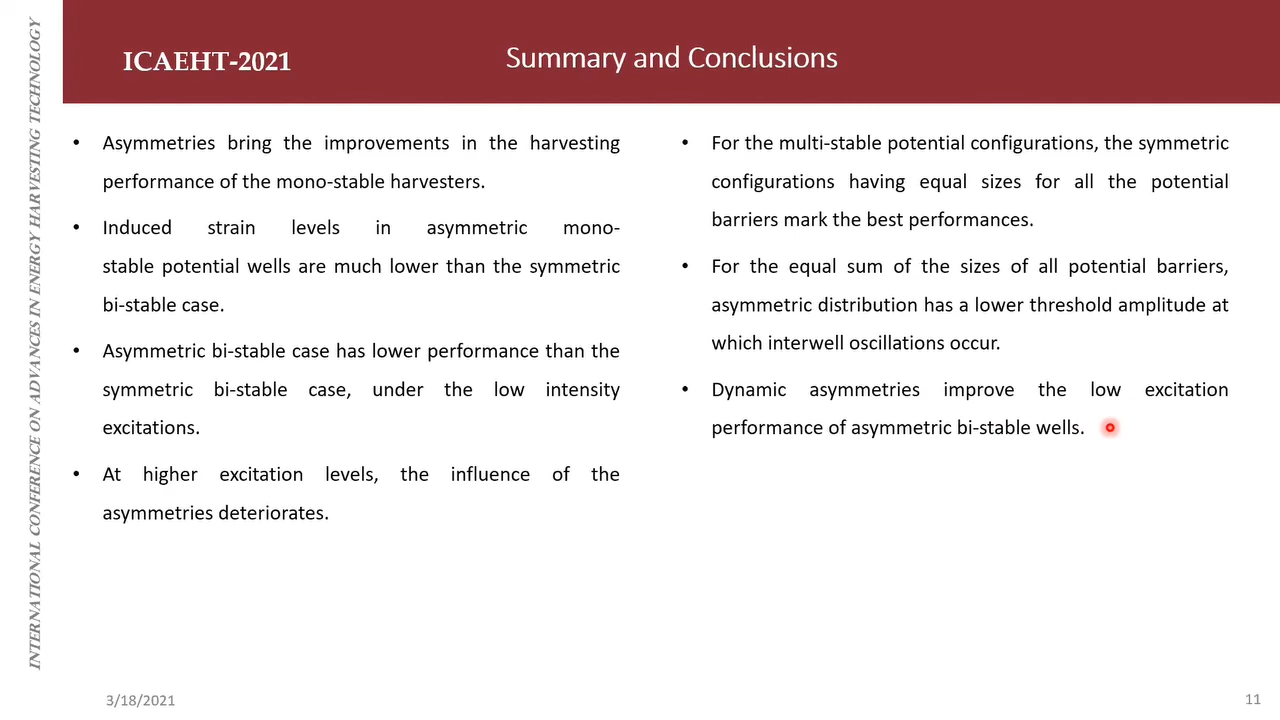 INTERNATIONAL CONFERENCE ON ADVANCES IN ENERGY HARVESTING TECHNOLOGY
ICAEHT-2021
Summary and Conclusions
• Asymmetries bring the improvements in the harvesting
performance of the mono-stable harvesters.
• Induced strain levels in asymmetric mono-
stable potential wells are much lower than the symmetric
bi-stable case.
• Asymmetric bi-stable case has lower performance than the
symmetric bi-stable case, under the low intensity
excitations.
• At higher excitation levels, the influence of the
asymmetries deteriorates.
• For the multi-stable potential configurations, the symmetric
configurations having equal sizes for all the potential
barriers mark the best performances.
• For the equal sum of the sizes of all potential barriers,
asymmetric distribution has a lower threshold amplitude at
which interwell oscillations occur.
• Dynamic asymmetries improve the low excitation
performance of asymmetric bi-stable wells.
3/18/2021
11